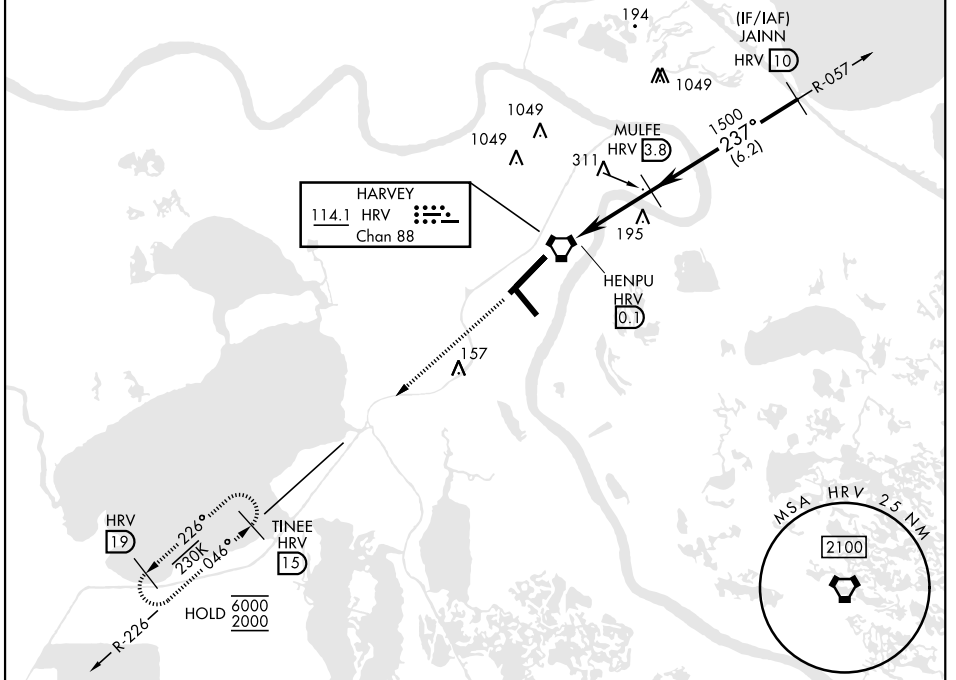 194
(IF/IAF)
JAINN
HRV 10
R-057
1049
1500
237°
(6.2)
1049
1049
MULFE
HRV 3.8
311
195
HARVEY
114.1 HRV
Chan 88
HENPU
HRV
0.1
157
HRV
19
226°
230K
046°
TINEE
HRV
15
HOLD 6000
2000
R-226
MSA HRV 25 NM
2100